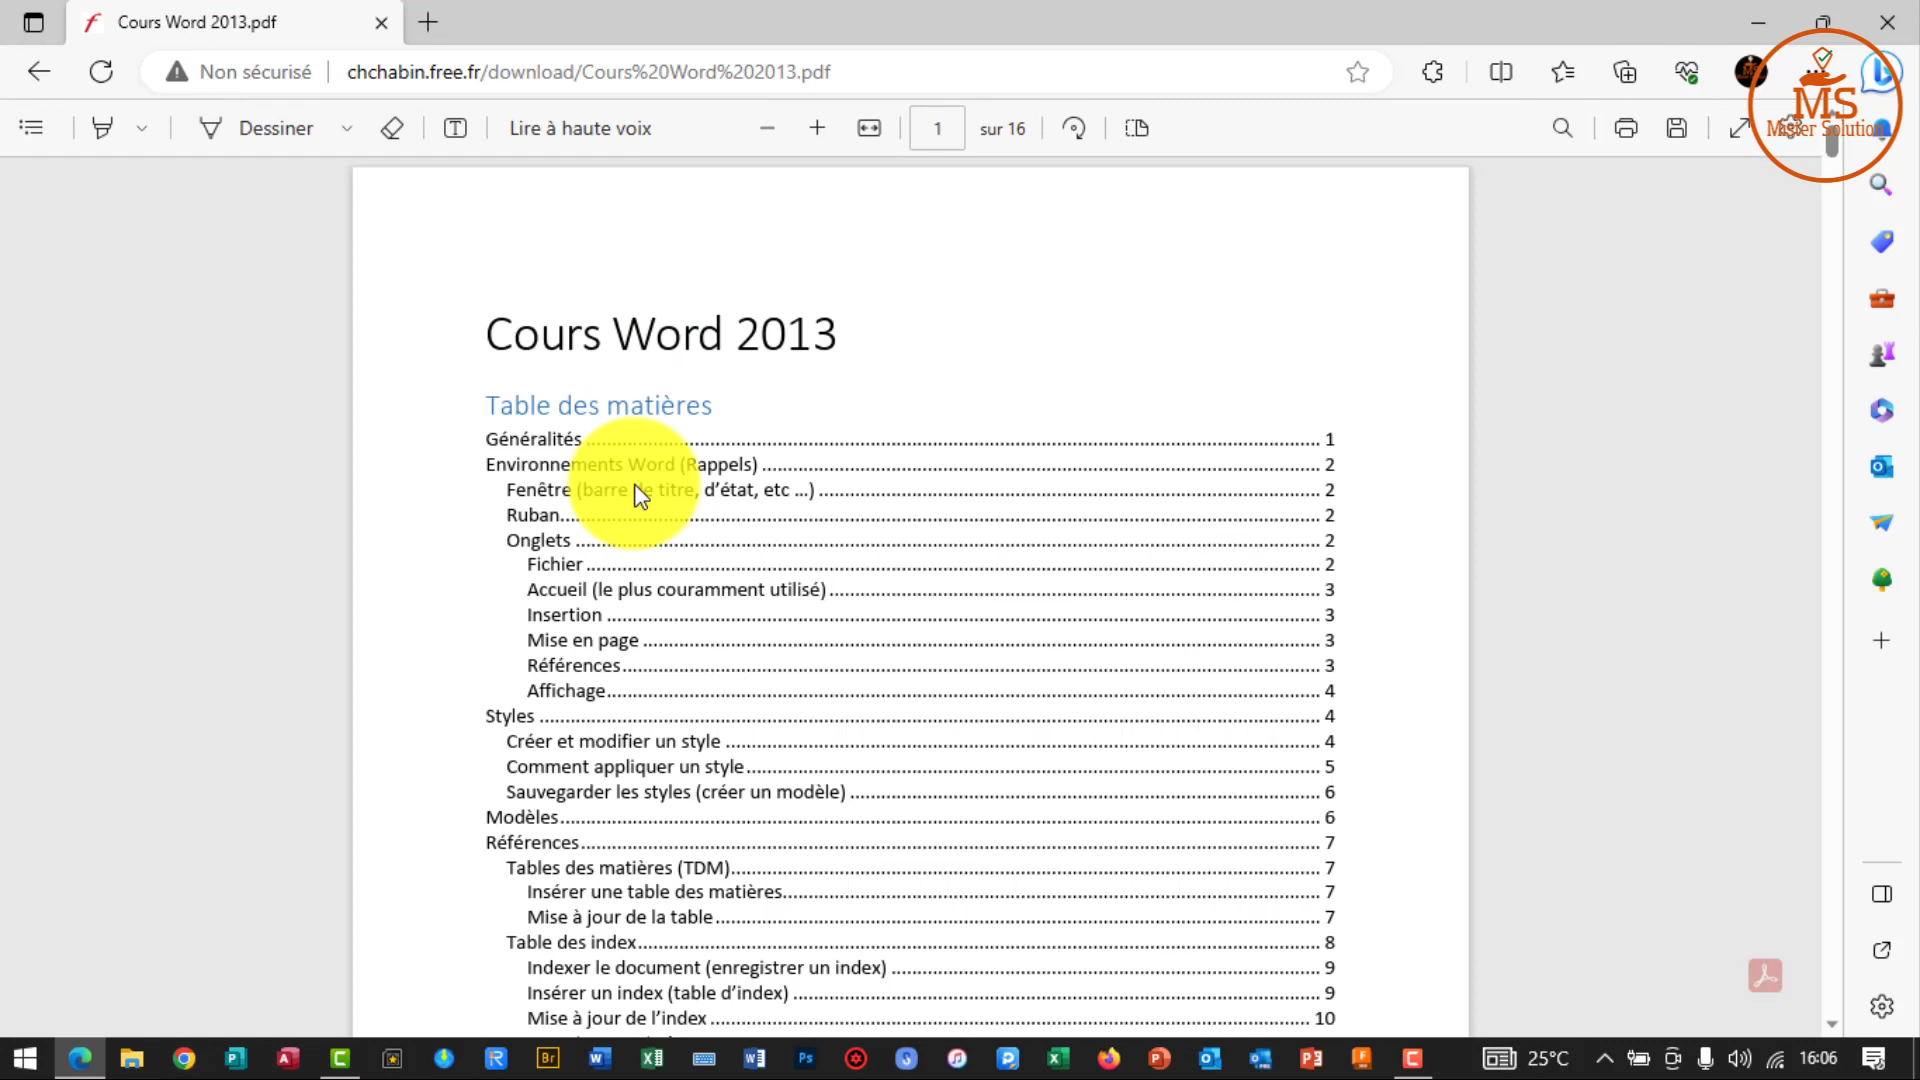 Cours Word 2013.pdf
Non sécurisé
chchabin.free.fr/download/Cours%20Word%202013.pdf
MS
Mister Solution
Dessiner
Lire à haute voix
1
sur 16
Cours Word 2013
Table des matières
Généralités ........ 1
Environnements Word (Rappels) ........ 2
Fenêtre (barre de titre, d'état, etc ...) ........ 2
Ruban........ 2
Onglets ........ 2
Fichier ........ 2
Accueil (le plus couramment utilisé) ........ 3
Insertion ........ 3
Mise en page ........ 3
Références........ 3
Affichage........ 4
Styles ........ 4
Créer et modifier un style ........ 4
Comment appliquer un style ........ 5
Sauvegarder les styles (créer un modèle) ........ 6
Modèles........ 6
Références........ 7
Tables des matières (TDM)........ 7
Insérer une table des matières........ 7
Mise à jour de la table ........ 7
Table des index........ 8
Indexer le document (enregistrer un index) ........ 9
Insérer un index (table d'index) ........ 9
Mise à jour de l'index ........ 10
25°C
16:06